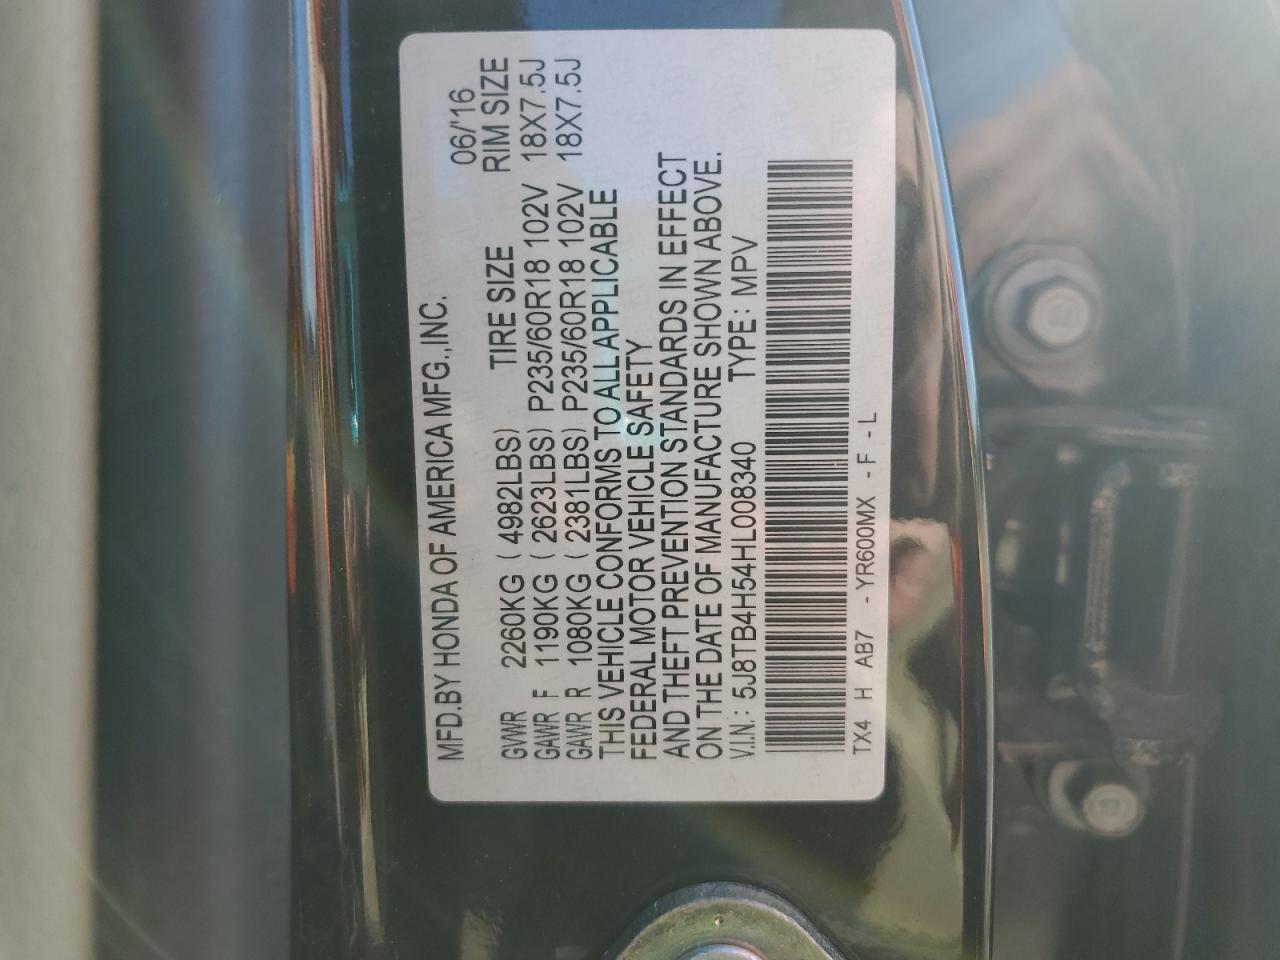 MFD.BY HONDA OF AMERICA MFG.,INC. 06/'16
TIRE SIZE RIM SIZE
GVWR 2260KG ( 4982LBS)
GAWR F 1190KG ( 2623LBS) P235/60R18 102V 18X7.5J
GAWR R 1080KG ( 2381LBS) P235/60R18 102V 18X7.5J
THIS VEHICLE CONFORMS TO ALL APPLICABLE
FEDERAL MOTOR VEHICLE SAFETY
AND THEFT PREVENTION STANDARDS IN EFFECT
ON THE DATE OF MANUFACTURE SHOWN ABOVE.
V.I.N.: 5J8TB4H54HL008340 TYPE: MPV
TX4 H AB7 - YR600MX - F - L